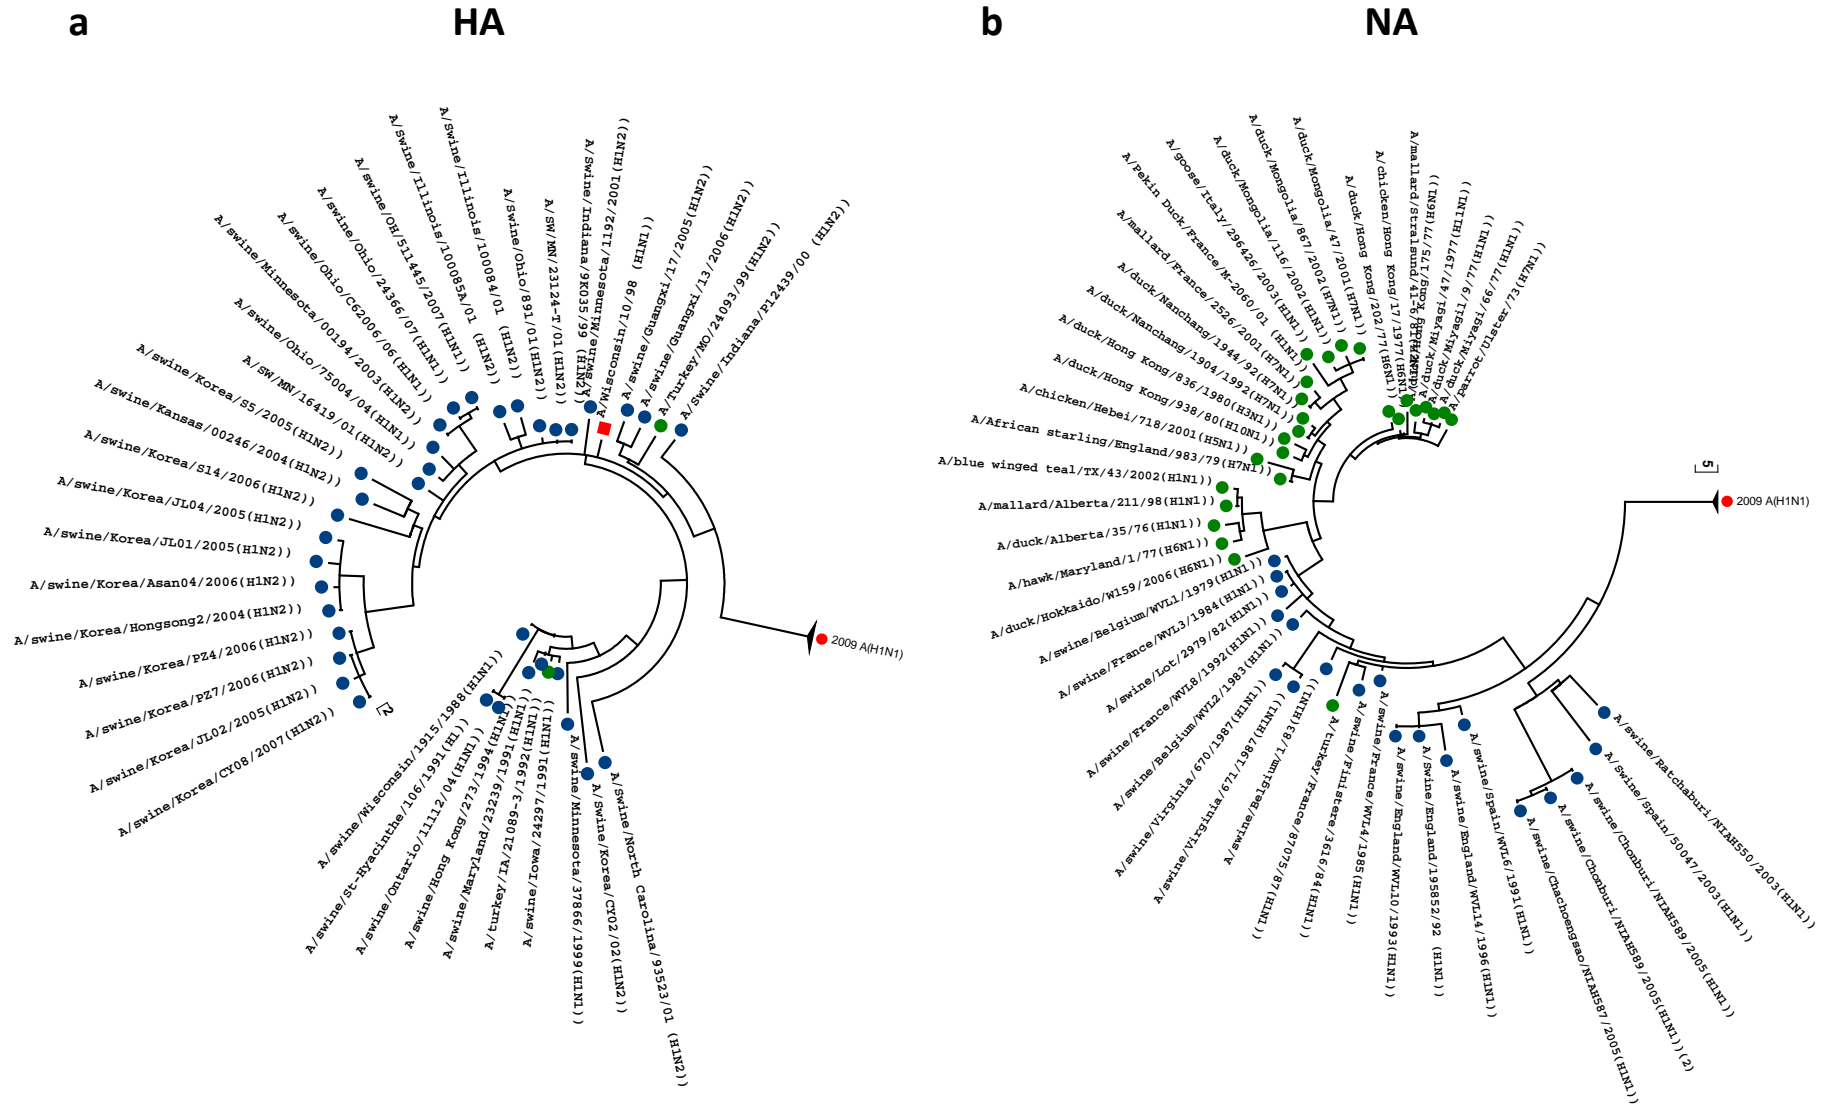 a
HA
A/swine/Korea/CY08/2007(H1N2))
A/swine/Korea/JL02/2005(H1N2))
A/swine/Korea/PZ7/2006(H1N2))
A/swine/Korea/PZ4/2006(H1N2))
A/swine/Korea/Hongsong2/2004(H1N2))
A/swine/Korea/Asan04/2006(H1N2))
A/swine/Korea/JL01/2005(H1N2))
A/swine/Korea/JL04/2005(H1N2))
A/swine/Korea/S14/2006(H1N2))
A/swine/Kansas/00246/2004(H1N2))
A/swine/Korea/S5/2005(H1N2))
A/SW/MN/16419/01(H1N2))
A/swine/Ohio/75004/04(H1N1))
A/swine/Minnesota/00194/2003(H1N2))
A/swine/Ohio/C62006/06(H1N1))
A/swine/Ohio/24366/07(H1N1))
A/swine/OH/511445/2007(H1N1))
A/Swine/Illinois/100085A/01 (H1N2))
A/Swine/Illinois/100084/01 (H1N2))
A/Swine/Ohio/891/01(H1N2))
A/SW/MN/23124-T/01(H1N2))
A/Swine/Indiana/9K035/99 (H1N2))
A/swine/Minnesota/1192/2001(H1N2))
A/Wisconsin/10/98 (H1N1))
A/swine/Guangxi/17/2005(H1N2))
A/swine/Guangxi/13/2006(H1N2))
A/Turkey/MO/24093/99(H1N2))
A/Swine/Indiana/P12439/00 (H1N2))
2009 A(H1N1)
A/Swine/North Carolina/93523/01 (H1N2))
A/Swine/Korea/CY02/02(H1N2))
A/swine/Minnesota/37866/1999(H1N1))
A/swine/Iowa/24297/1991(H1N1))
A/turkey/IA/21089-3/1992(H1N1))
A/swine/Maryland/23239/1991(H1N1))
A/swine/Hong Kong/273/1994(H1N1))
A/swine/Ontario/11112/04(H1N1))
A/swine/St-Hyacinthe/106/1991(H1))
A/swine/Wisconsin/1915/1988(H1N1))
2
b
NA
A/parrot/Ulster/73(H7N1))
A/duck/Miyagi/66/77(H1N1))
A/duck/Miyagi/9/77(H1N1))
A/duck/Miyagi/47/1977(H11N1))
A/duck/Hong Kong/175/77(H6N1))
A/chicken/Hong Kong/17/1977(H6N1))
A/duck/Hong Kong/202/77(H6N1))
A/duck/Mongolia/47/2001(H7N1))
A/duck/Mongolia/867/2002(H7N1))
A/duck/Mongolia/116/2002(H1N1))
A/goose/Italy/296426/2003(H1N1))
A/Pekin Duck/France/M-2060/01 (H1N1))
A/mallard/France/2526/2001(H7N1))
A/duck/Nanchang/1944/92(H7N1))
A/duck/Nanchang/1904/1992(H7N1))
A/duck/Hong Kong/836/1980(H3N1))
A/duck/Hong Kong/938/80(H10N1))
A/chicken/Hebei/718/2001(H5N1))
A/African starling/England/983/79(H7N1))
A/blue winged teal/TX/43/2002(H1N1))
A/mallard/Alberta/211/98(H1N1))
A/duck/Alberta/35/76(H1N1))
A/hawk/Maryland/1/77(H6N1))
A/duck/Hokkaido/W159/2006(H6N1))
A/swine/Belgium/WVL1/1979(H1N1))
A/swine/France/WVL3/1984(H1N1))
A/swine/Lot/2979/82(H1N1))
A/swine/France/WVL8/1992(H1N1))
A/swine/Belgium/WVL2/1983(H1N1))
A/swine/Virginia/670/1987(H1N1))
A/swine/Virginia/671/1987(H1N1))
A/swine/Belgium/1/83(H1N1))
A/turkey/France/87075/87(H1N1))
A/swine/Finistere/3616/84(H1N1))
A/swine/France/WVL4/1985(H1N1))
A/swine/England/WVL10/1993(H1N1))
A/Swine/England/195852/92 (H1N1))
A/swine/England/WVL14/1996(H1N1))
A/swine/Spain/WVL6/1991(H1N1))
A/swine/Chachoengsao/NIAH587/2005(H1N1))
A/swine/Chonburi/NIAH589/2005(H1N1))(2)
A/swine/Chonburi/NIAH589/2005(H1N1))
A/swine/Spain/50047/2003(H1N1))
A/swine/Ratchaburi/NIAH550/2003(H1N1))
2009 A(H1N1)
5